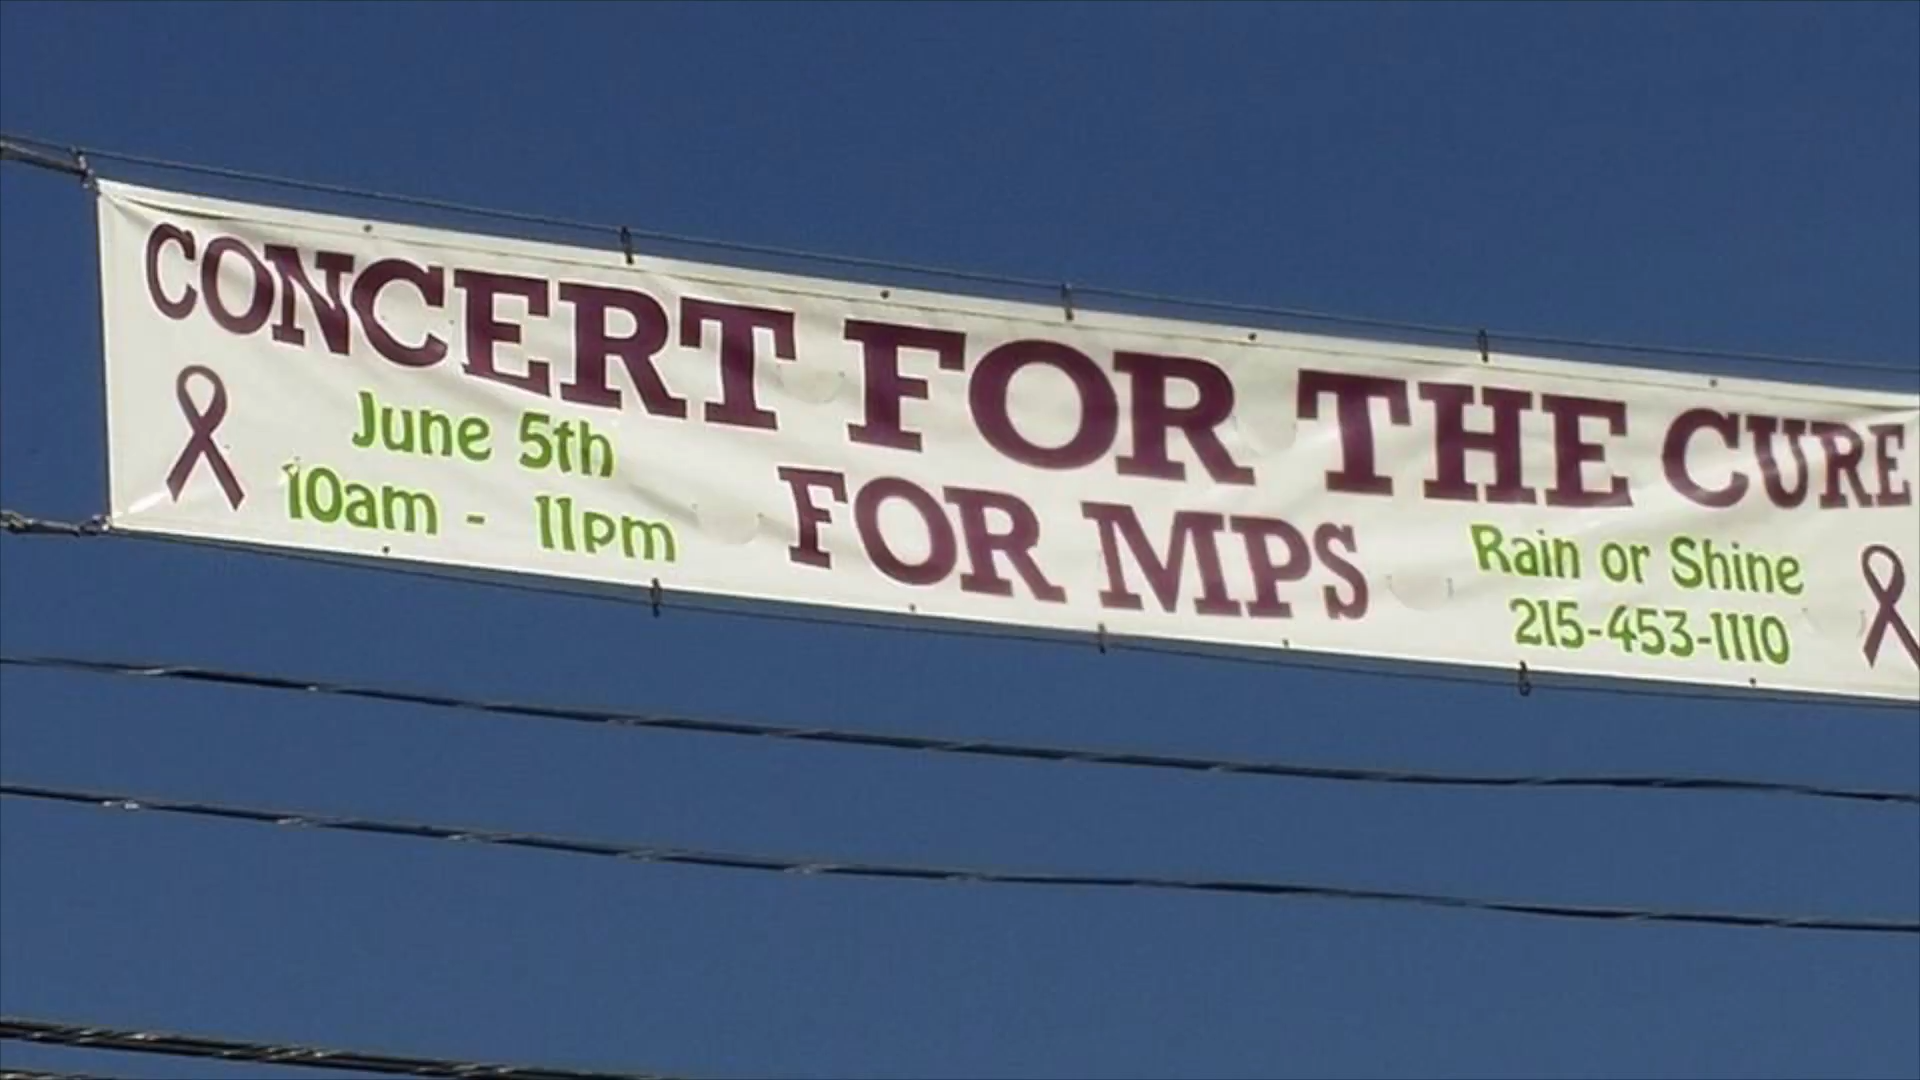 CONCERT FOR THE CURE
FOR MPS
June 5th
10am - 11pm
Rain or Shine
215-453-1110